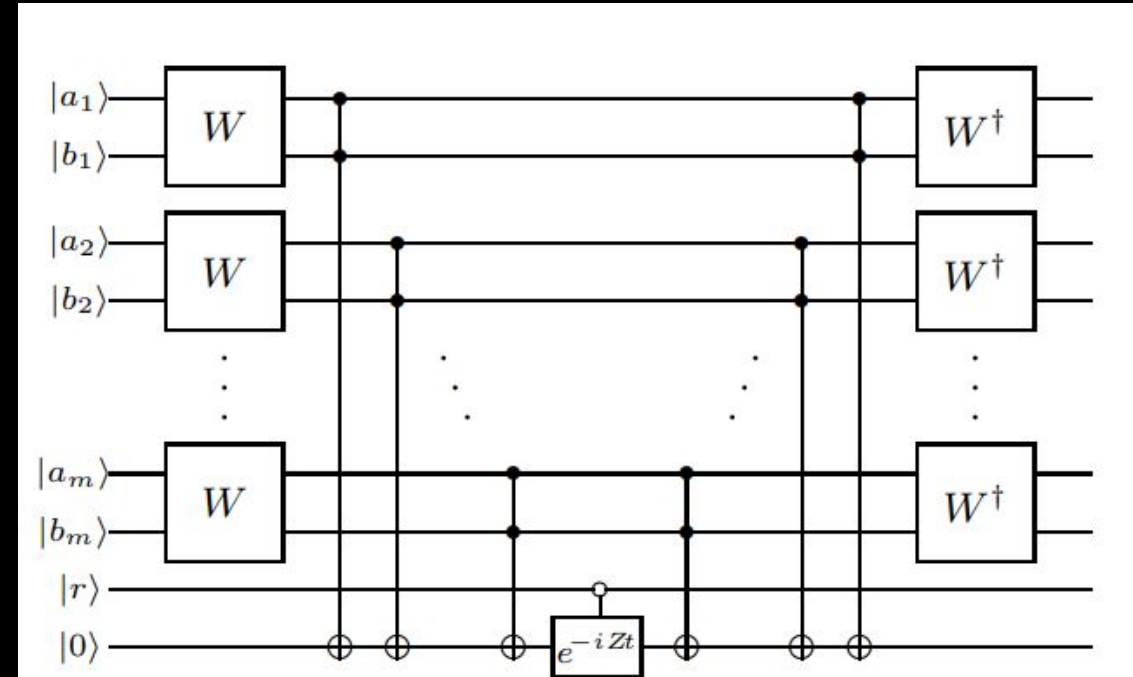 |a₁⟩ W W†
|b₁⟩
|a₂⟩ W W†
|b₂⟩
|aₘ⟩ W W†
|bₘ⟩
|r⟩
|0⟩ e^{-iZt}